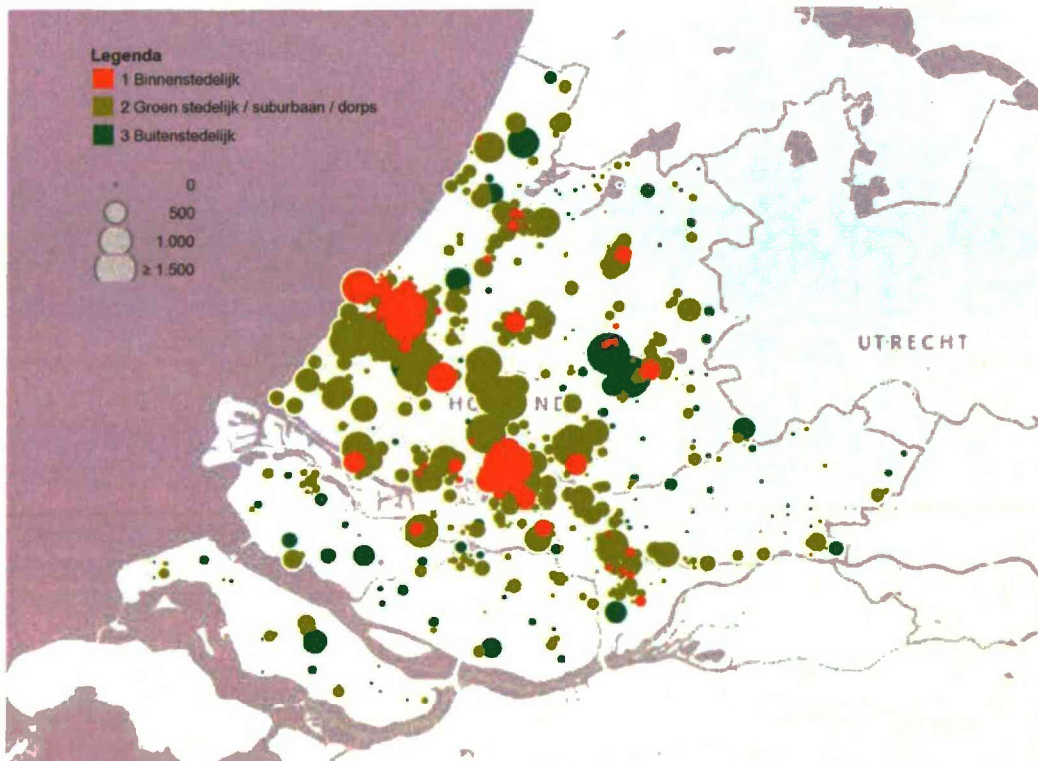 Legenda
1 Binnenstedelijk
2 Groen stedelijk / suburbaan / dorps
3 Buitenstedelijk
0
500
1.000
≥ 1.500
UTRECHT